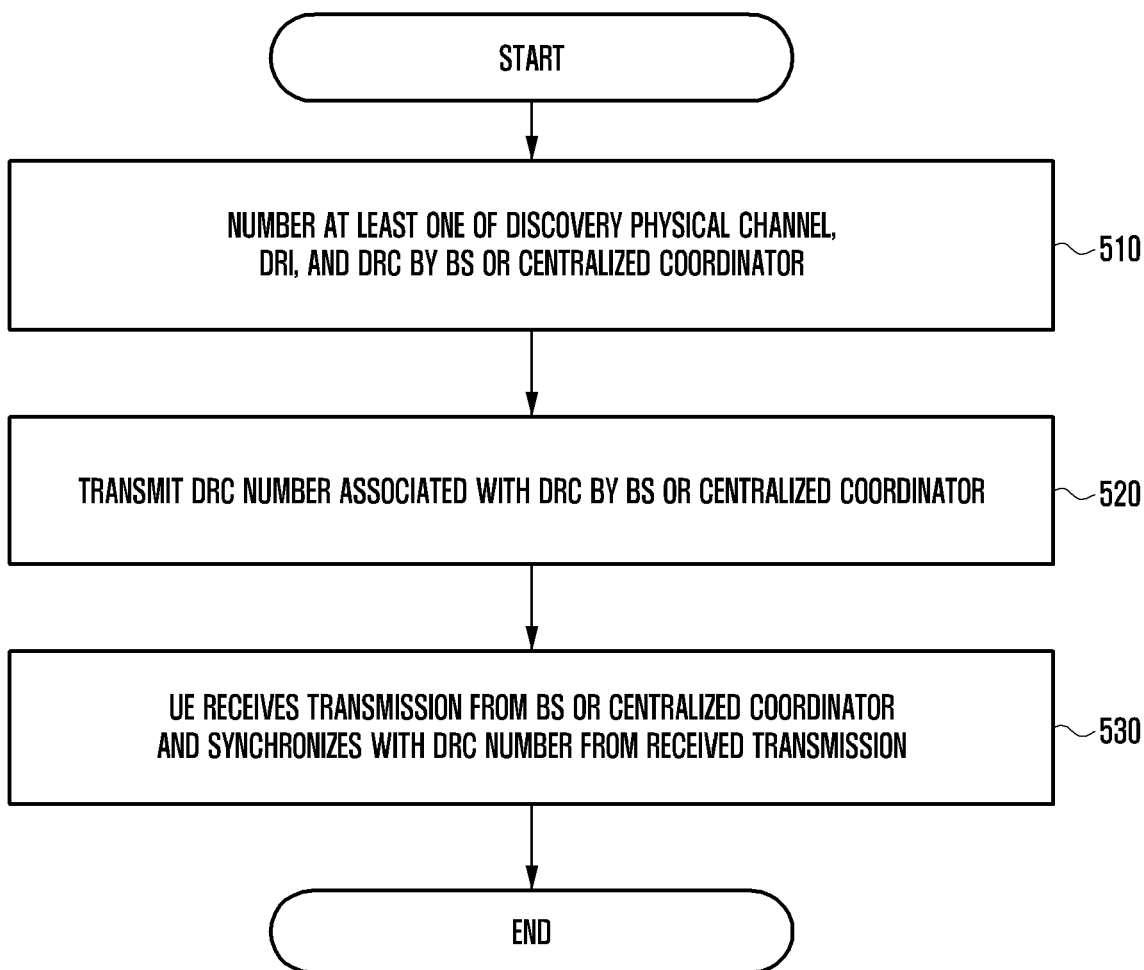 START
NUMBER AT LEAST ONE OF DISCOVERY PHYSICAL CHANNEL,
DRI, AND DRC BY BS OR CENTRALIZED COORDINATOR
510
TRANSMIT DRC NUMBER ASSOCIATED WITH DRC BY BS OR CENTRALIZED COORDINATOR
520
UE RECEIVES TRANSMISSION FROM BS OR CENTRALIZED COORDINATOR
AND SYNCHRONIZES WITH DRC NUMBER FROM RECEIVED TRANSMISSION
530
END